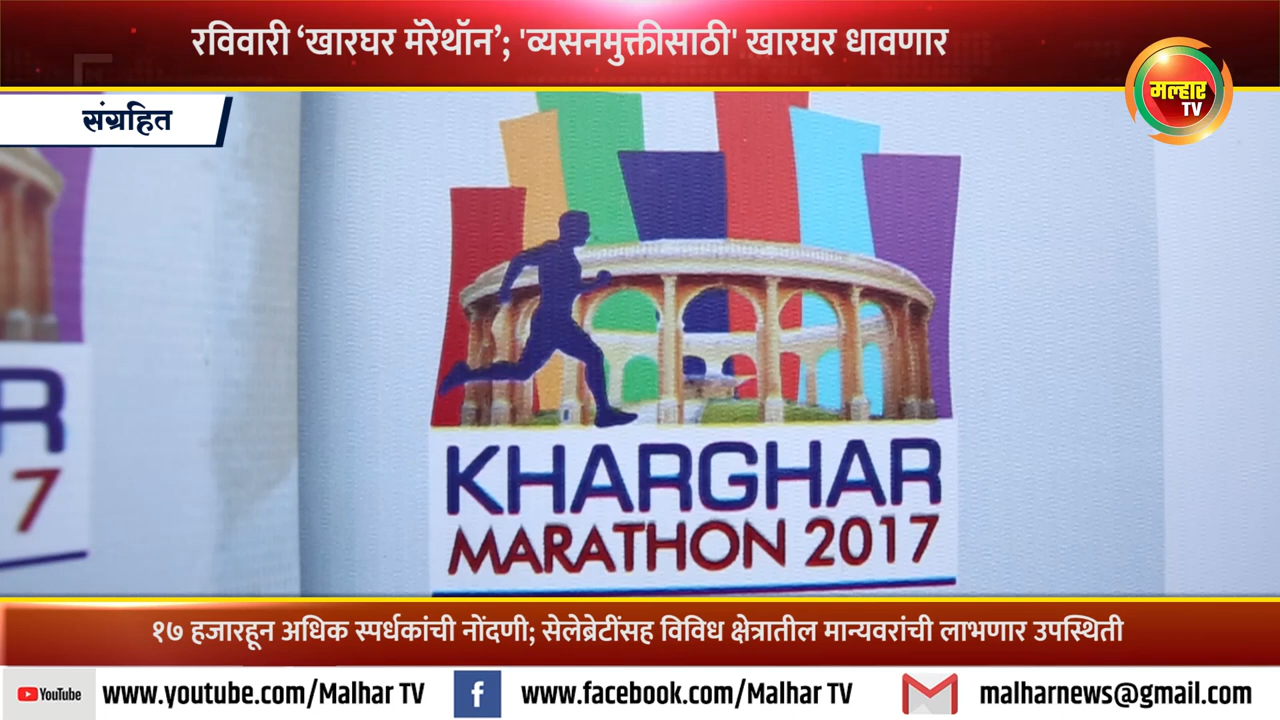 रविवारी ‘खारघर मॅरेथॉन’; 'व्यसनमुक्तीसाठी' खारघर धावणार
मल्हार
TV
संग्रहित
R
7
KHARGHAR
MARATHON 2017
१७ हजारहून अधिक स्पर्धकांची नोंदणी; सेलेब्रेटींसह विविध क्षेत्रातील मान्यवरांची लाभणार उपस्थिती
YouTube www.youtube.com/Malhar TV f www.facebook.com/Malhar TV malharnews@gmail.com